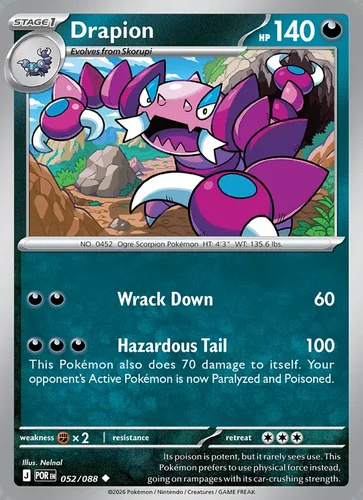 STAGE1
Drapion
HP 140
Evolves from Skorupi
NO. 0452 Ogre Scorpion Pokémon HT: 4'3" WT: 135.6 lbs.
Wrack Down 60
Hazardous Tail 100
This Pokémon also does 70 damage to itself. Your
opponent's Active Pokémon is now Paralyzed and Poisoned.
weakness ×2 resistance retreat
Illus. Nelnal
J POR EN 052/088
Its poison is potent, but it rarely sees use. This
Pokémon prefers to use physical force instead,
going on rampages with its car-crushing strength.
©2026 Pokémon / Nintendo / Creatures / GAME FREAK